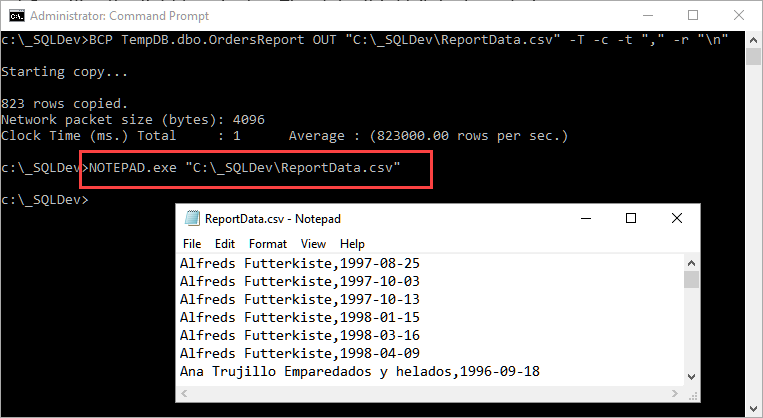 Administrator: Command Prompt
c:\_SQLDev>BCP TempDB.dbo.OrdersReport OUT "C:\_SQLDev\ReportData.csv" -T -c -t "," -r "\n"
Starting copy...
823 rows copied.
Network packet size (bytes): 4096
Clock Time (ms.) Total     : 1      Average : (823000.00 rows per sec.)
c:\_SQLDev>NOTEPAD.exe "C:\_SQLDev\ReportData.csv"
c:\_SQLDev>
ReportData.csv - Notepad
File Edit Format View Help
Alfreds Futterkiste,1997-08-25
Alfreds Futterkiste,1997-10-03
Alfreds Futterkiste,1997-10-13
Alfreds Futterkiste,1998-01-15
Alfreds Futterkiste,1998-03-16
Alfreds Futterkiste,1998-04-09
Ana Trujillo Emparedados y helados,1996-09-18